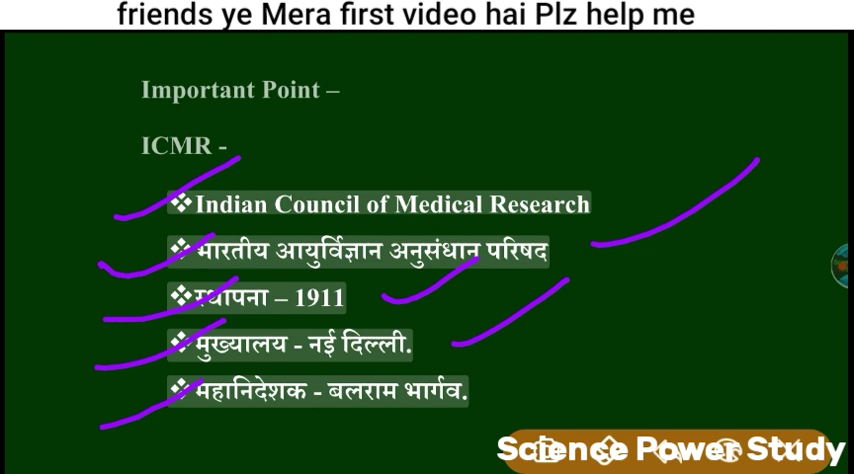 friends ye Mera first video hai Plz help me
Important Point –
ICMR -
❖Indian Council of Medical Research
❖भारतीय आयुर्विज्ञान अनुसंधान परिषद
❖स्थापना – 1911
❖मुख्यालय - नई दिल्ली.
❖महानिदेशक - बलराम भार्गव.
Science Power Study